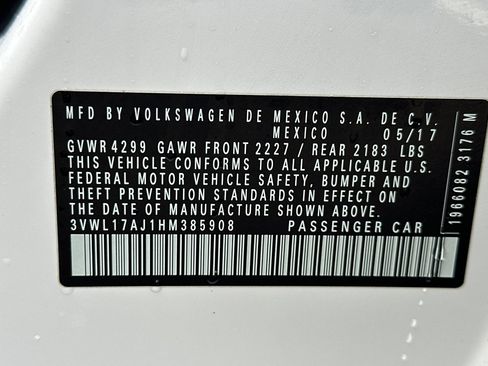 MFD BY VOLKSWAGEN DE MEXICO S.A. DE C.V.
MEXICO 05/17
GVWR 4299 GAWR FRONT 2227 / REAR 2183 LBS
THIS VEHICLE CONFORMS TO ALL APPLICABLE U.S.
FEDERAL MOTOR VEHICLE SAFETY, BUMPER AND
THEFT PREVENTION STANDARDS IN EFFECT ON
THE DATE OF MANUFACTURE SHOWN ABOVE.
3VWL17AJ1HM385908 PASSENGER CAR
1966082 3176 M